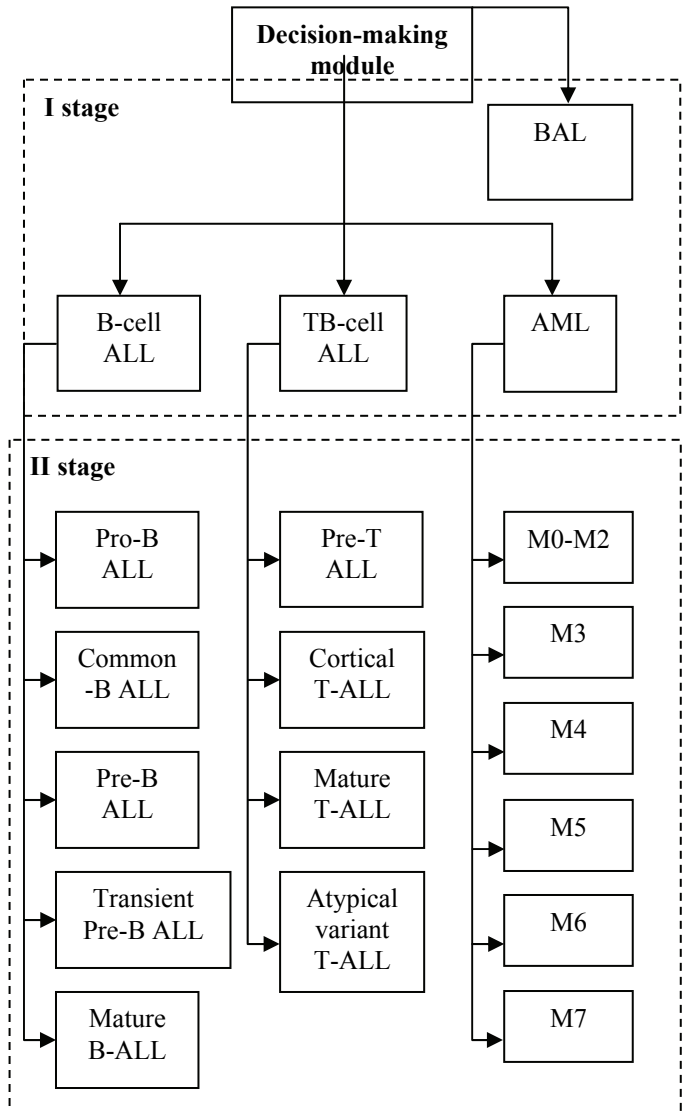 Decision-making
module
I stage
BAL
B-cell
ALL
TB-cell
ALL
AML
II stage
Pro-B
ALL
Common
-B ALL
Pre-B
ALL
Transient
Pre-B ALL
Mature
B-ALL
Pre-T
ALL
Cortical
T-ALL
Mature
T-ALL
Atypical
variant
T-ALL
M0-M2
M3
M4
M5
M6
M7